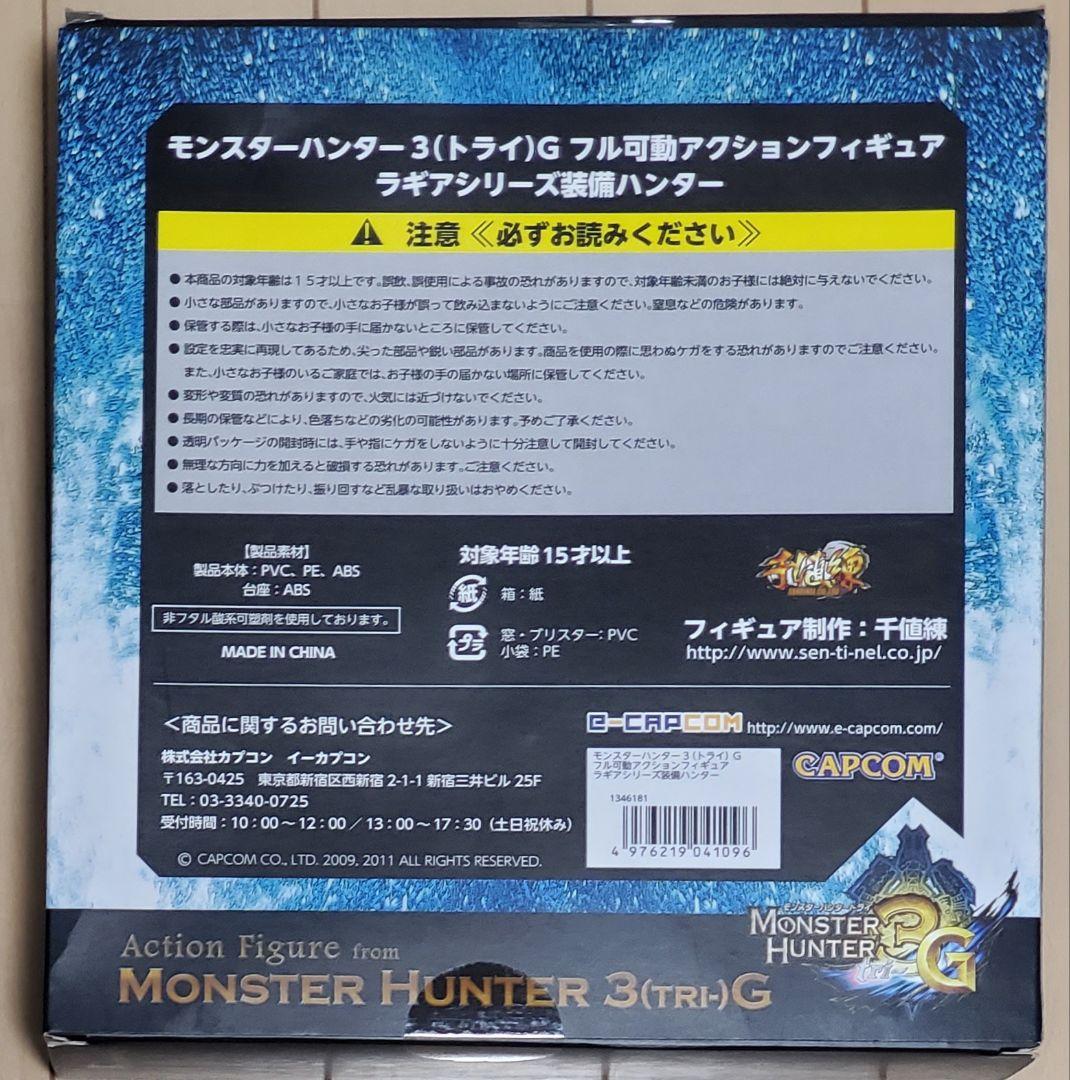 モンスターハンター 3(トライ)G フル可動アクションフィギュア
ラギアシリーズ装備ハンター
注意 ≪必ずお読みください≫
● 本商品の対象年齢は15才以上です。誤飲、誤使用による事故の恐れがありますので、対象年齢未満のお子様には絶対に与えないでください。
● 小さな部品がありますので、小さなお子様が誤って飲み込まないようにご注意ください。窒息などの危険があります。
● 保管する際は、小さなお子様の手に届かないところに保管してください。
● 設定を忠実に再現してあるため、尖った部品や鋭い部品があります。商品を使用の際に思わぬケガをする恐れがありますのでご注意ください。
また、小さなお子様のいるご家庭では、お子様の手の届かない場所に保管してください。
● 変形や変質の恐れがありますので、火気には近づけないでください。
● 長期の保管などにより、色落ちなどの劣化の可能性があります。予めご了承ください。
● 透明パッケージの開封時には、手や指にケガをしないように十分注意して開封してください。
● 無理な方向に力を加えると破損する恐れがあります。ご注意ください。
● 落としたり、ぶつけたり、振り回すなど乱暴な取り扱いはおやめください。
【製品素材】
製品本体：PVC、PE、ABS
台座：ABS
非フタル酸系可塑剤を使用しております。
MADE IN CHINA
対象年齢15才以上
紙 箱：紙
プラ 窓・ブリスター：PVC
小袋：PE
千値練
フィギュア制作：千値練
http://www.sen-ti-nel.co.jp/
＜商品に関するお問い合わせ先＞
株式会社カプコン イーカプコン
〒163-0425 東京都新宿区西新宿 2-1-1 新宿三井ビル 25F
TEL：03-3340-0725
受付時間：10：00～12：00／13：00～17：30（土日祝休み）
© CAPCOM CO., LTD. 2009, 2011 ALL RIGHTS RESERVED.
e-CAPCOM http://www.e-capcom.com/
モンスターハンター３(トライ) G
フル可動アクションフィギュア
ラギアシリーズ装備ハンター
1346181
4 976219 041096
CAPCOM®
モンスターハンタートライ
MONSTER
HUNTER
3
tri-
G
Action Figure from
MONSTER HUNTER 3(TRI-)G